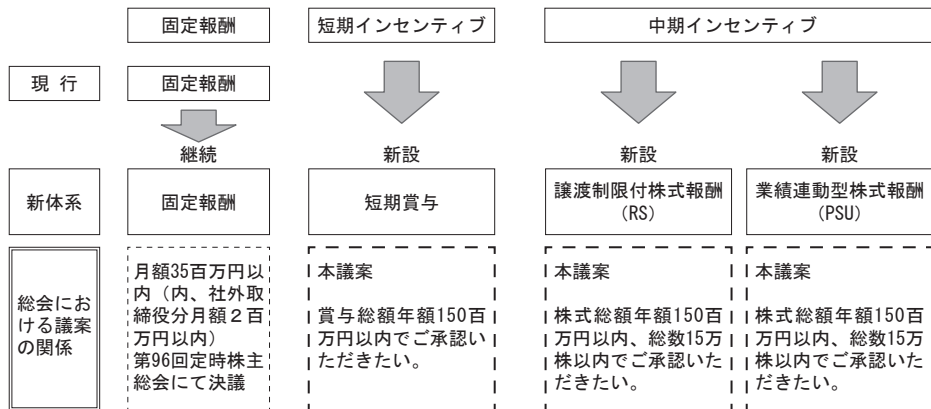 固定報酬
短期インセンティブ
中期インセンティブ
現 行
固定報酬
継続
新設
新設
新設
新体系
固定報酬
短期賞与
譲渡制限付株式報酬
（RS）
業績連動型株式報酬
（PSU）
総会にお
ける議案
の関係
月額35百万円以
内（内、社外取
締役分月額２百
万円以内）
第96回定時株主
総会にて決議
本議案
賞与総額年額150百
万円以内でご承認い
ただきたい。
本議案
株式総額年額150百
万円以内、総数15万
株以内でご承認いた
だきたい。
本議案
株式総額年額150百
万円以内、総数15万
株以内でご承認いた
だきたい。